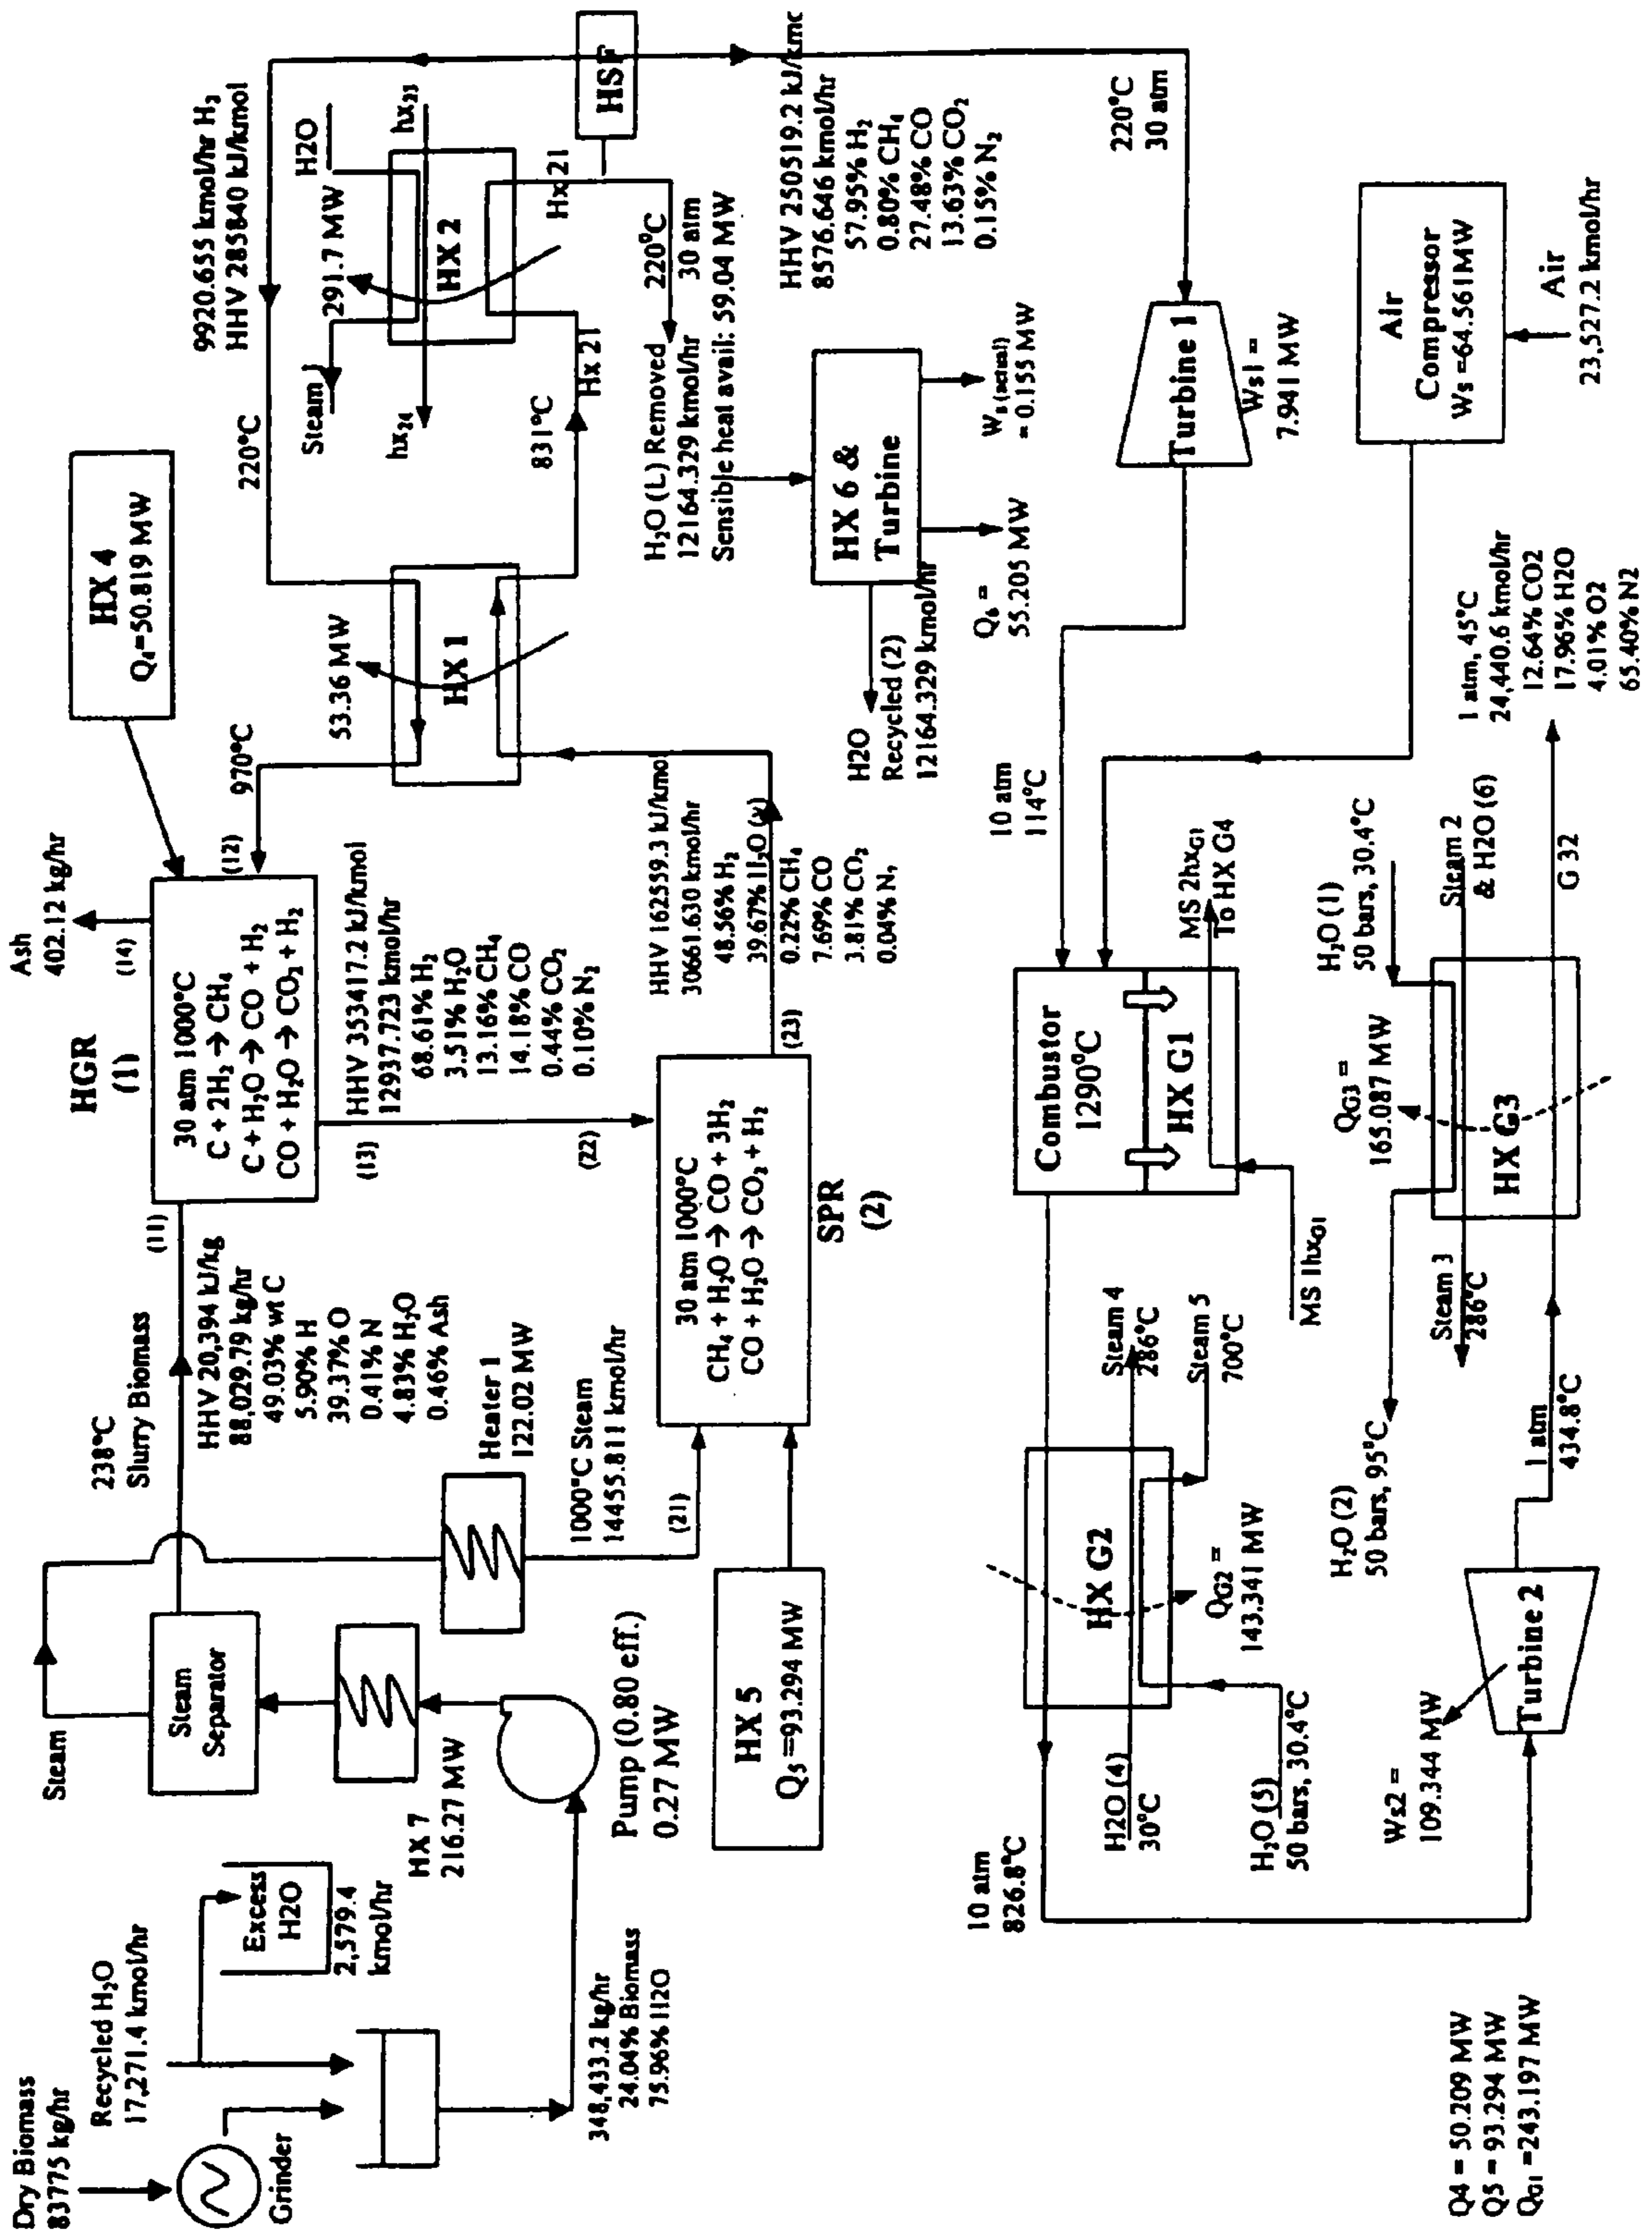 Dry Biomass
83775 kg/hr
Recycled H₂O
17,271.4 kmol/hr
Grinder
Excess
H2O
2,579.4
kmol/hr
348,433.2 kg/hr
24.04% Biomass
75.96% H2O
Pump (0.80 eff.)
0.27 MW
HX 7
216.27 MW
Steam
Separator
Steam
238°C
Slurry Biomass
(11)
HHV 20,394 kJ/kg
88,029.79 kg/hr
49.03% wt C
5.90% H
39.37% O
0.41% N
4.83% H₂O
0.46% Ash
Heater 1
122.02 MW
1000°C Steam
14455.811 kmol/hr
(21)
HX 5
Q₅ =93.294 MW
HGR
(1)
Ash
402.12 kg/hr
(14)
30 atm 1000°C
C + 2H₂ → CH₄
C + H₂O → CO + H₂
CO + H₂O → CO₂ + H₂
(12)
(13)
HX 4
Q₄=50.819 MW
HHV 353417.2 kJ/kmol
12937.723 kmol/hr
68.61% H₂
3.51% H₂O
13.16% CH₄
14.18% CO
0.44% CO₂
0.10% N₂
(22)
30 atm 1000°C
CH₄ + H₂O → CO + 3H₂
CO + H₂O → CO₂ + H₂
SPR
(2)
(23)
HHV 162559.3 kJ/kmol
30661.630 kmol/hr
48.56% H₂
39.67% H₂O (v)
0.22% CH₄
7.69% CO
3.81% CO₂
0.04% N₂
970°C
53.36 MW
HX 1
220°C
9920.655 kmol/hr H₂
HHV 285840 kJ/kmol
831°C
Hx 21
Steam J
hx₂₄
291.7 MW
HX 2
H2O
hx₂₃
Hx 21
HSF
H₂O (L) Removed
12164.329 kmol/hr
Sensible heat avail: 59.04 MW
220°C
30 atm
HX 6 &
Turbine
H2O
Recycled (2)
12164.329 kmol/hr
Q₆ =
55.205 MW
Wₛ (actual)
= 0.155 MW
HHV 250519.2 kJ/kmo
8576.646 kmol/hr
57.95% H₂
0.80% CH₄
27.48% CO
13.63% CO₂
0.15% N₂
220°C
30 atm
Turbine 1
Ws1 =
7.941 MW
10 atm
114°C
Air
Compressor
Ws =64.561MW
Air
23,527.2 kmol/hr
Combustor
1290°C
HX G1
MS 2hx_G1
To HX G4
MS 1hx_G1
HX G2
Q_G2 =
143.341 MW
Steam 4
286°C
Steam 5
700°C
H2O (4)
30°C
H₂O (5)
50 bars, 30.4°C
10 atm
826.8°C
Ws2 =
109.344 MW
Turbine 2
1 atm
434.8°C
H₂O (2)
50 bars, 95°C
Steam 3
286°C
HX G3
Q_G3 =
165.087 MW
H₂O (1)
50 bars, 30.4°C
Steam 2
& H2O (6)
G 32
1 atm, 45°C
24,440.6 kmol/hr
12.64% CO2
17.96% H2O
4.01% O2
65.40% N2
Q4 = 50.209 MW
Q5 = 93.294 MW
Q_G1 =243.197 MW